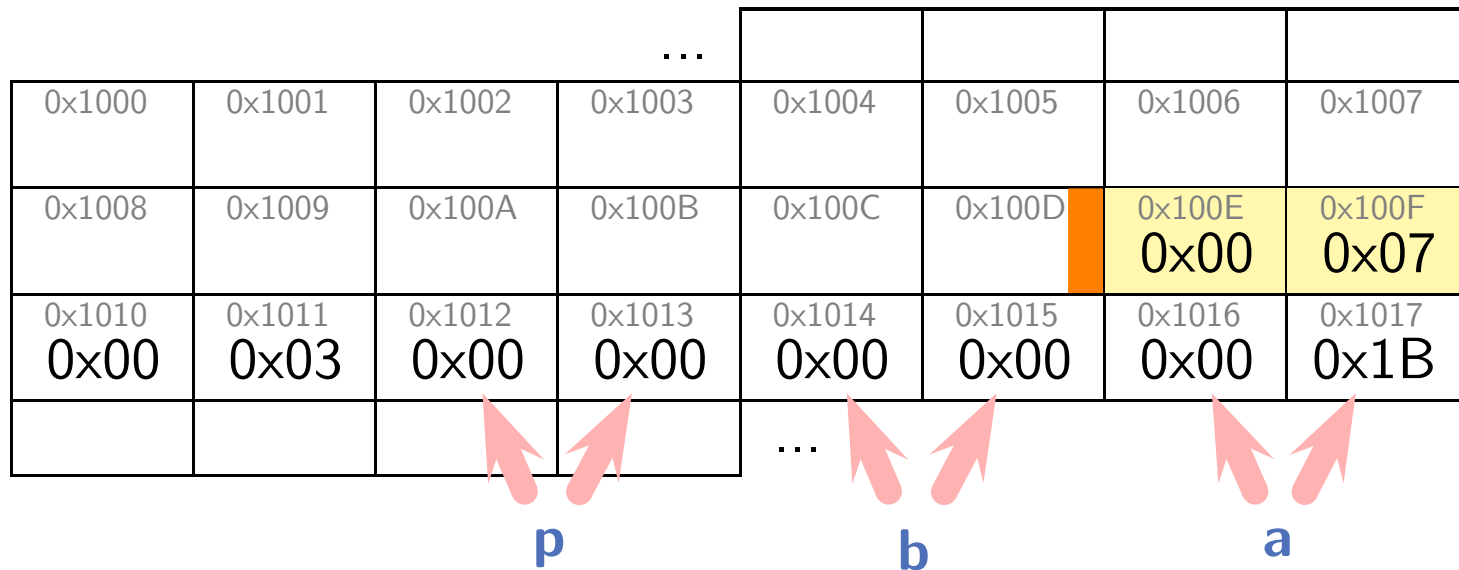 ...
0x1000 0x1001 0x1002 0x1003 0x1004 0x1005 0x1006 0x1007
0x1008 0x1009 0x100A 0x100B 0x100C 0x100D 0x100E 0x100F
0x00 0x07
0x1010 0x1011 0x1012 0x1013 0x1014 0x1015 0x1016 0x1017
0x00 0x03 0x00 0x00 0x00 0x00 0x00 0x1B
...
p b a